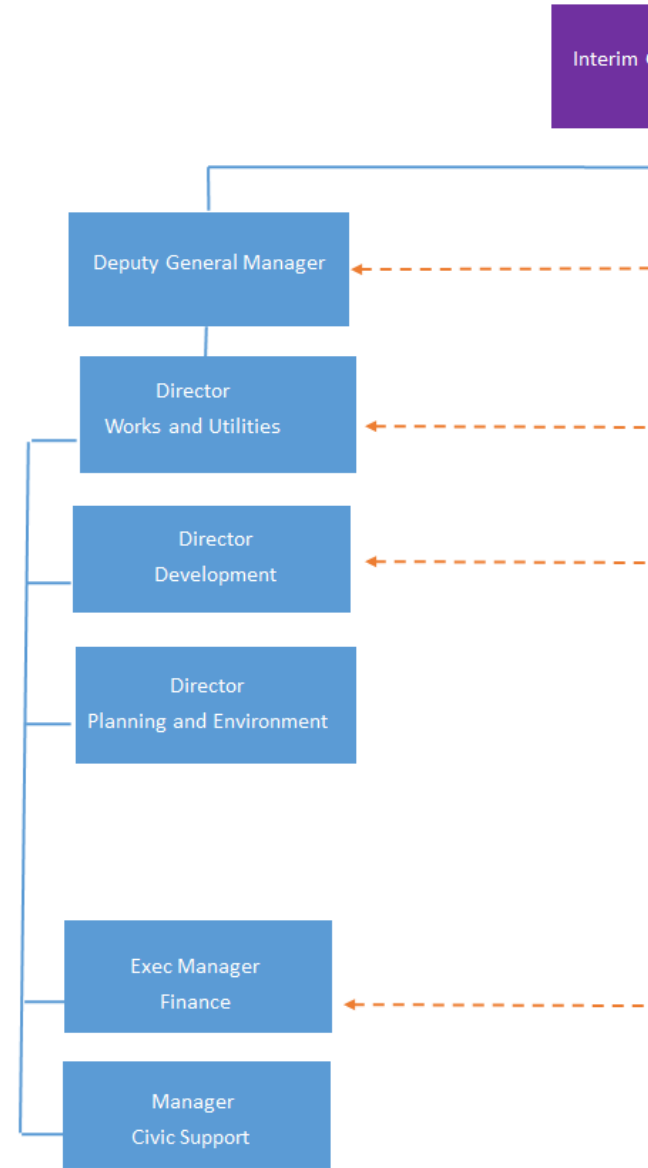 Interim
Deputy General Manager
Director
Works and Utilities
Director
Development
Director
Planning and Environment
Exec Manager
Finance
Manager
Civic Support